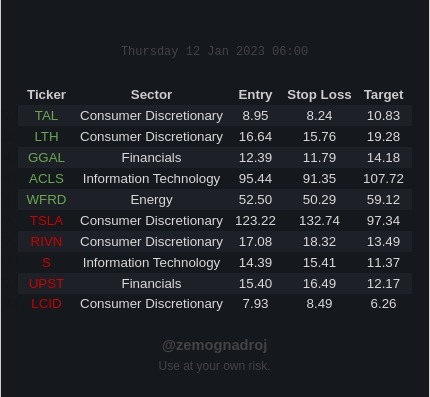 Thursday 12 Jan 2023 06:00
Ticker Sector Entry Stop Loss Target
TAL Consumer Discretionary 8.95 8.24 10.83
LTH Consumer Discretionary 16.64 15.76 19.28
GGAL Financials 12.39 11.79 14.18
ACLS Information Technology 95.44 91.35 107.72
WFRD Energy 52.50 50.29 59.12
TSLA Consumer Discretionary 123.22 132.74 97.34
RIVN Consumer Discretionary 17.08 18.32 13.49
S Information Technology 14.39 15.41 11.37
UPST Financials 15.40 16.49 12.17
LCID Consumer Discretionary 7.93 8.49 6.26
@zemognadroj
Use at your own risk.